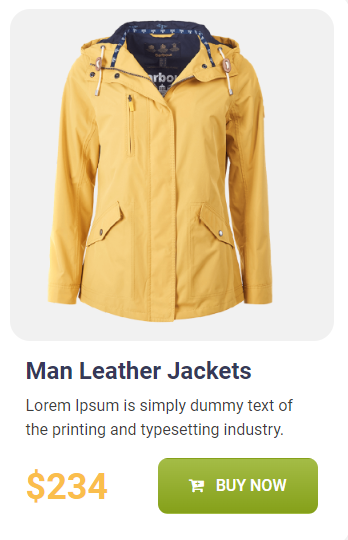 Man Leather Jackets
Lorem Ipsum is simply dummy text of
the printing and typesetting industry.
$234
BUY NOW